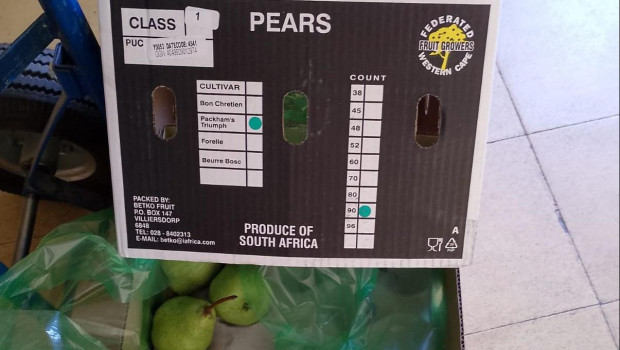 CLASS 1
PEARS
PUC
FEDERATED
FRUIT GROWERS
WESTERN CAPE
CULTIVAR
Bon Chretien
Packham's
Triumph
Forelle
Beurre Bosc
COUNT
38
45
48
52
60
70
80
90
96
PACKED BY:
BETKO FRUIT
P.O. BOX 147
VILLIERSDORP
6848
TEL: 028 - 8402313
E-MAIL: betko@iafrica.com
PRODUCE OF
SOUTH AFRICA
A